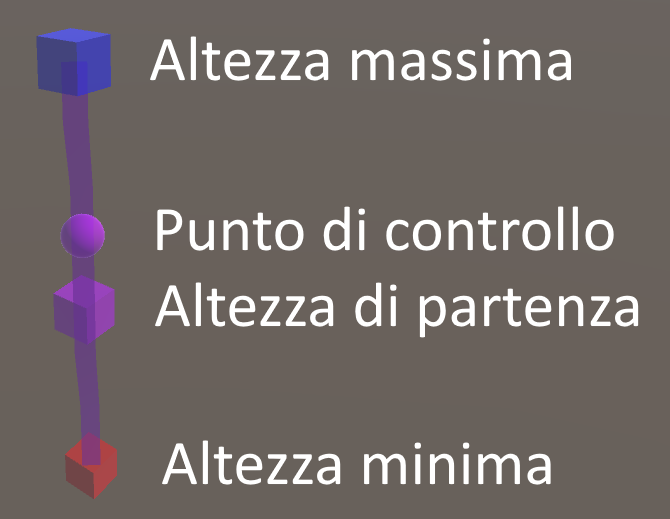 Altezza massima
Punto di controllo
Altezza di partenza
Altezza minima